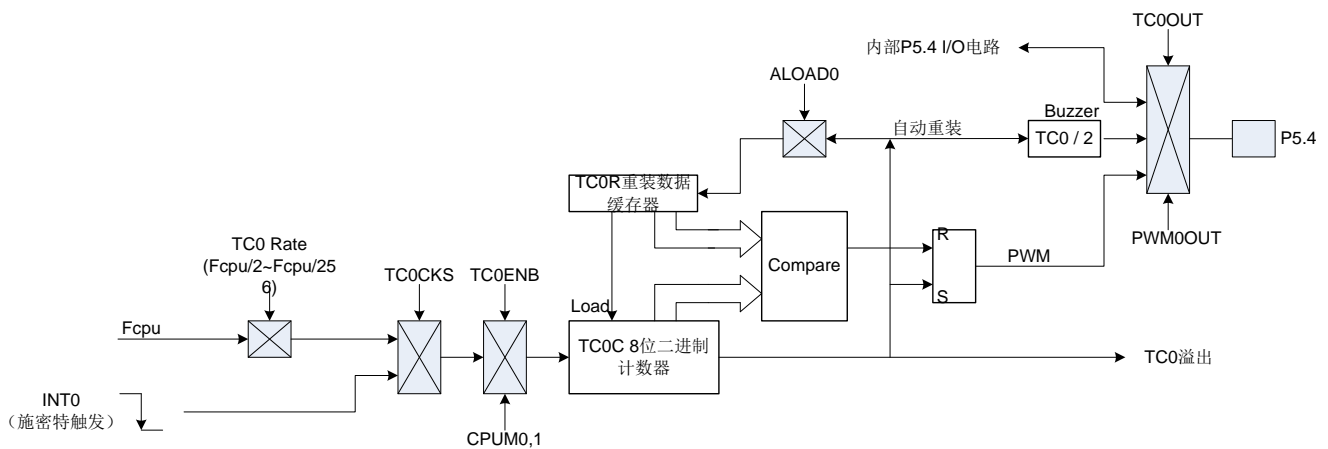 TC0OUT
内部P5.4 I/O电路
ALOAD0
Buzzer
自动重装
TC0 / 2
P5.4
TC0R重装数据
缓存器
PWM0OUT
TC0 Rate
(Fcpu/2~Fcpu/25
6)
TC0CKS
TC0ENB
Compare
R
PWM
S
Load
Fcpu
TC0C 8位二进制
计数器
TC0溢出
INT0
（施密特触发）
CPUM0,1